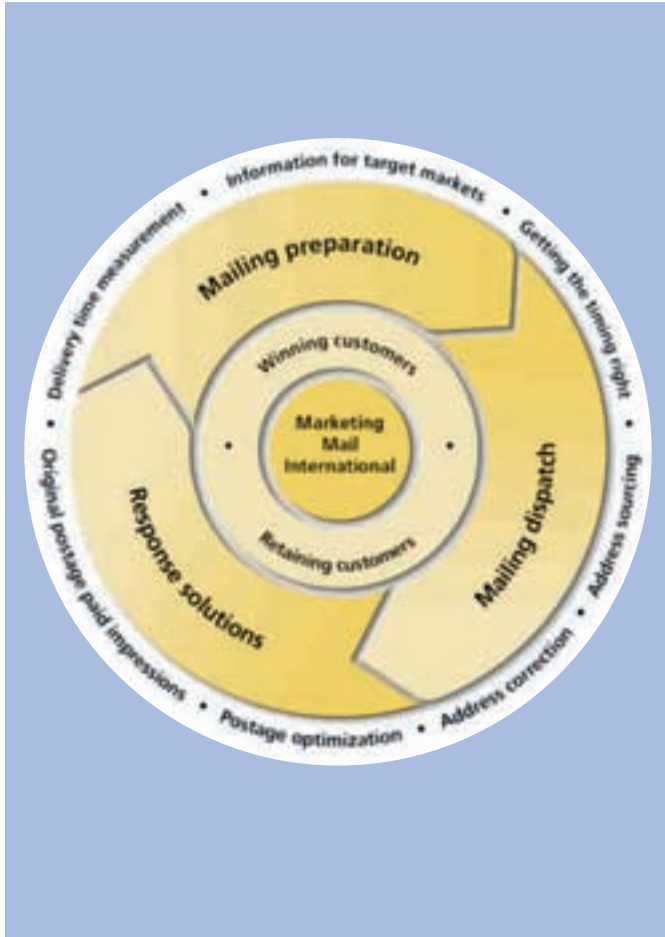 Information for target markets
Getting the timing right
Address sourcing
Address correction
Postage optimization
Original postage paid impressions
Delivery time measurement
Mailing preparation
Mailing dispatch
Response solutions
Winning customers
Retaining customers
Marketing
Mail
International